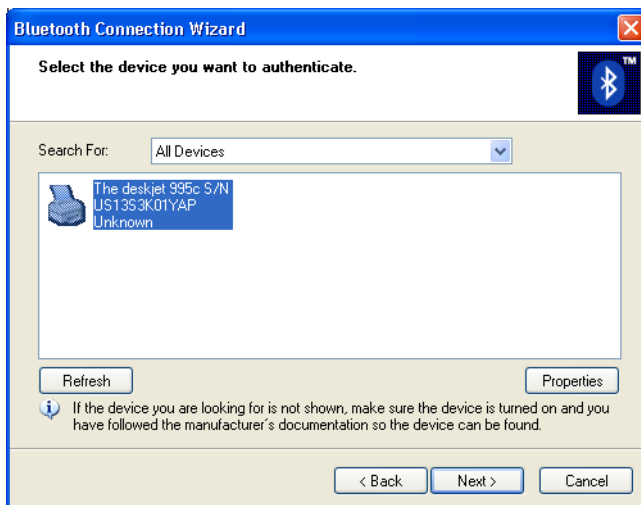 Bluetooth Connection Wizard
Select the device you want to authenticate.
TM
Search For: All Devices
The deskjet 995c S/N
US13S3K01YAP
Unknown
Refresh Properties
If the device you are looking for is not shown, make sure the device is turned on and you
have followed the manufacturer's documentation so the device can be found.
< Back Next > Cancel